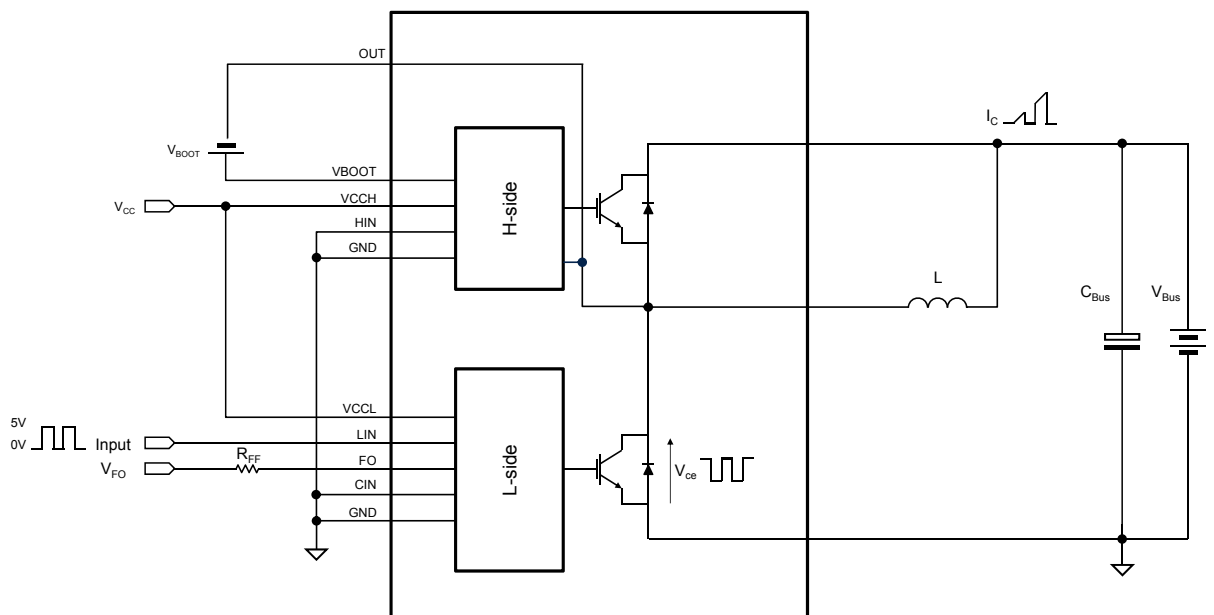 OUT
I_C
V_BOOT
VBOOT
VCCH
V_CC
HIN
GND
H-side
L
C_Bus
V_Bus
VCCL
5V
0V
Input
LIN
R_FF
V_FO
FO
CIN
GND
L-side
V_ce